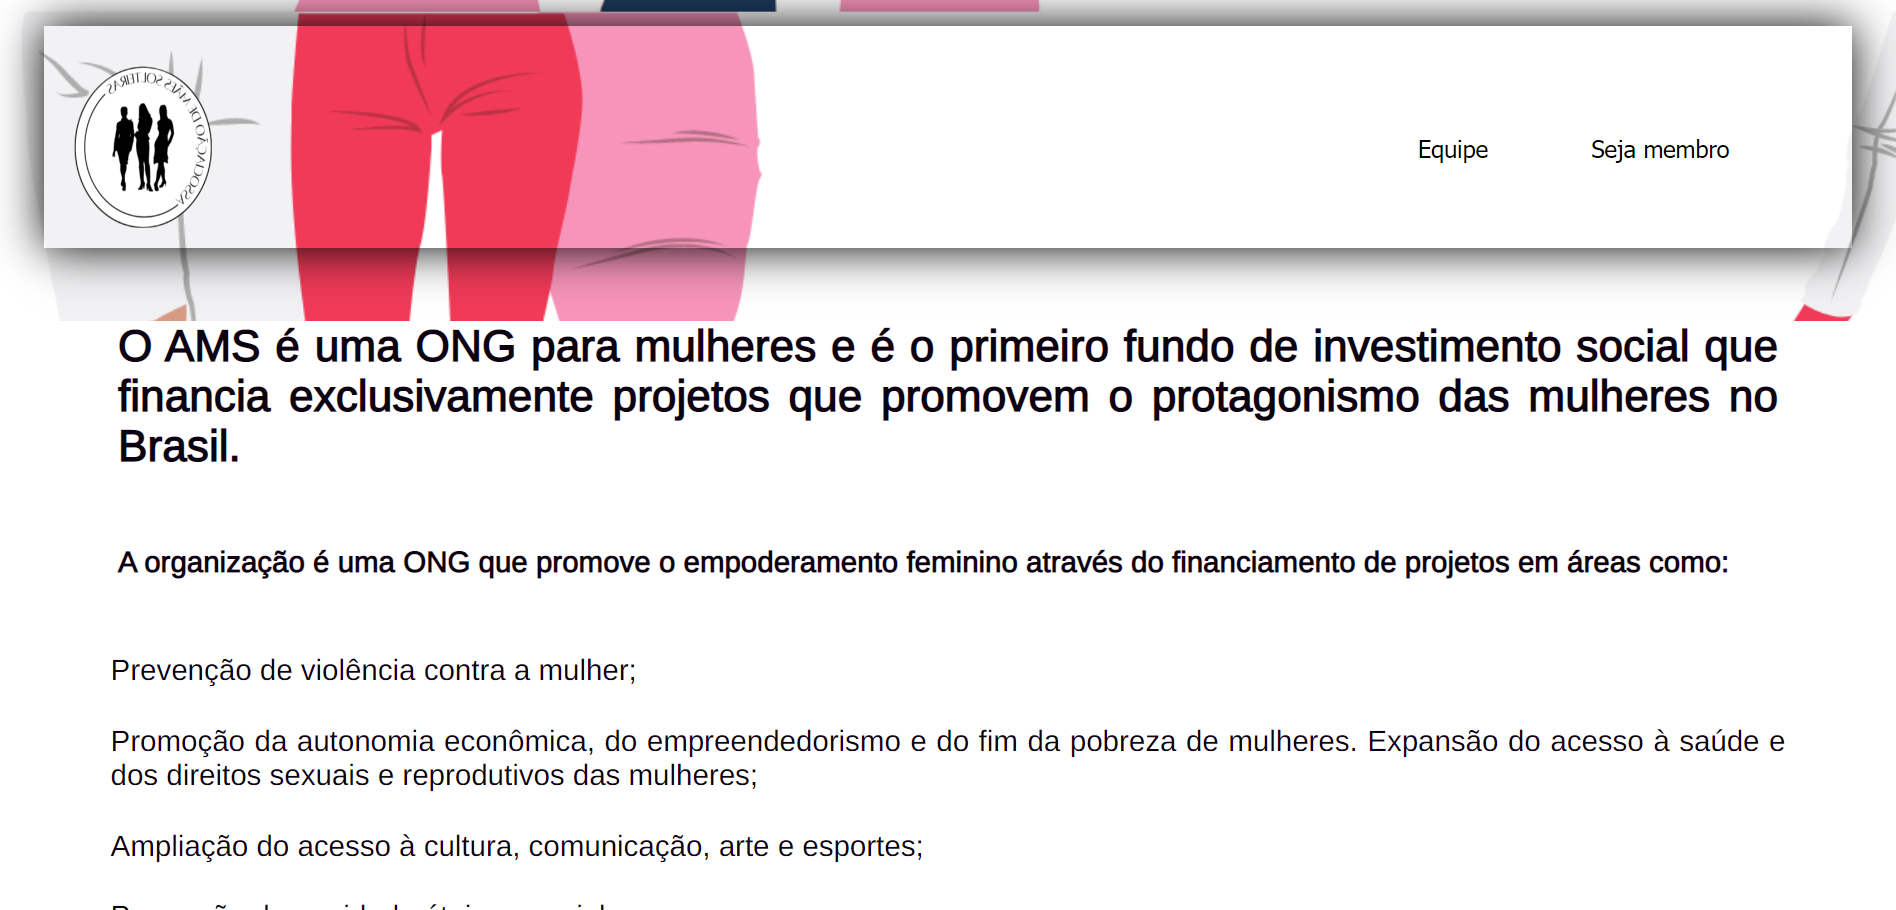 ASSOCIAÇÃO DE MÃES SOLTEIRAS
Equipe
Seja membro
O AMS é uma ONG para mulheres e é o primeiro fundo de investimento social que
financia exclusivamente projetos que promovem o protagonismo das mulheres no
Brasil.
A organização é uma ONG que promove o empoderamento feminino através do financiamento de projetos em áreas como:
Prevenção de violência contra a mulher;
Promoção da autonomia econômica, do empreendedorismo e do fim da pobreza de mulheres. Expansão do acesso à saúde e
dos direitos sexuais e reprodutivos das mulheres;
Ampliação do acesso à cultura, comunicação, arte e esportes;